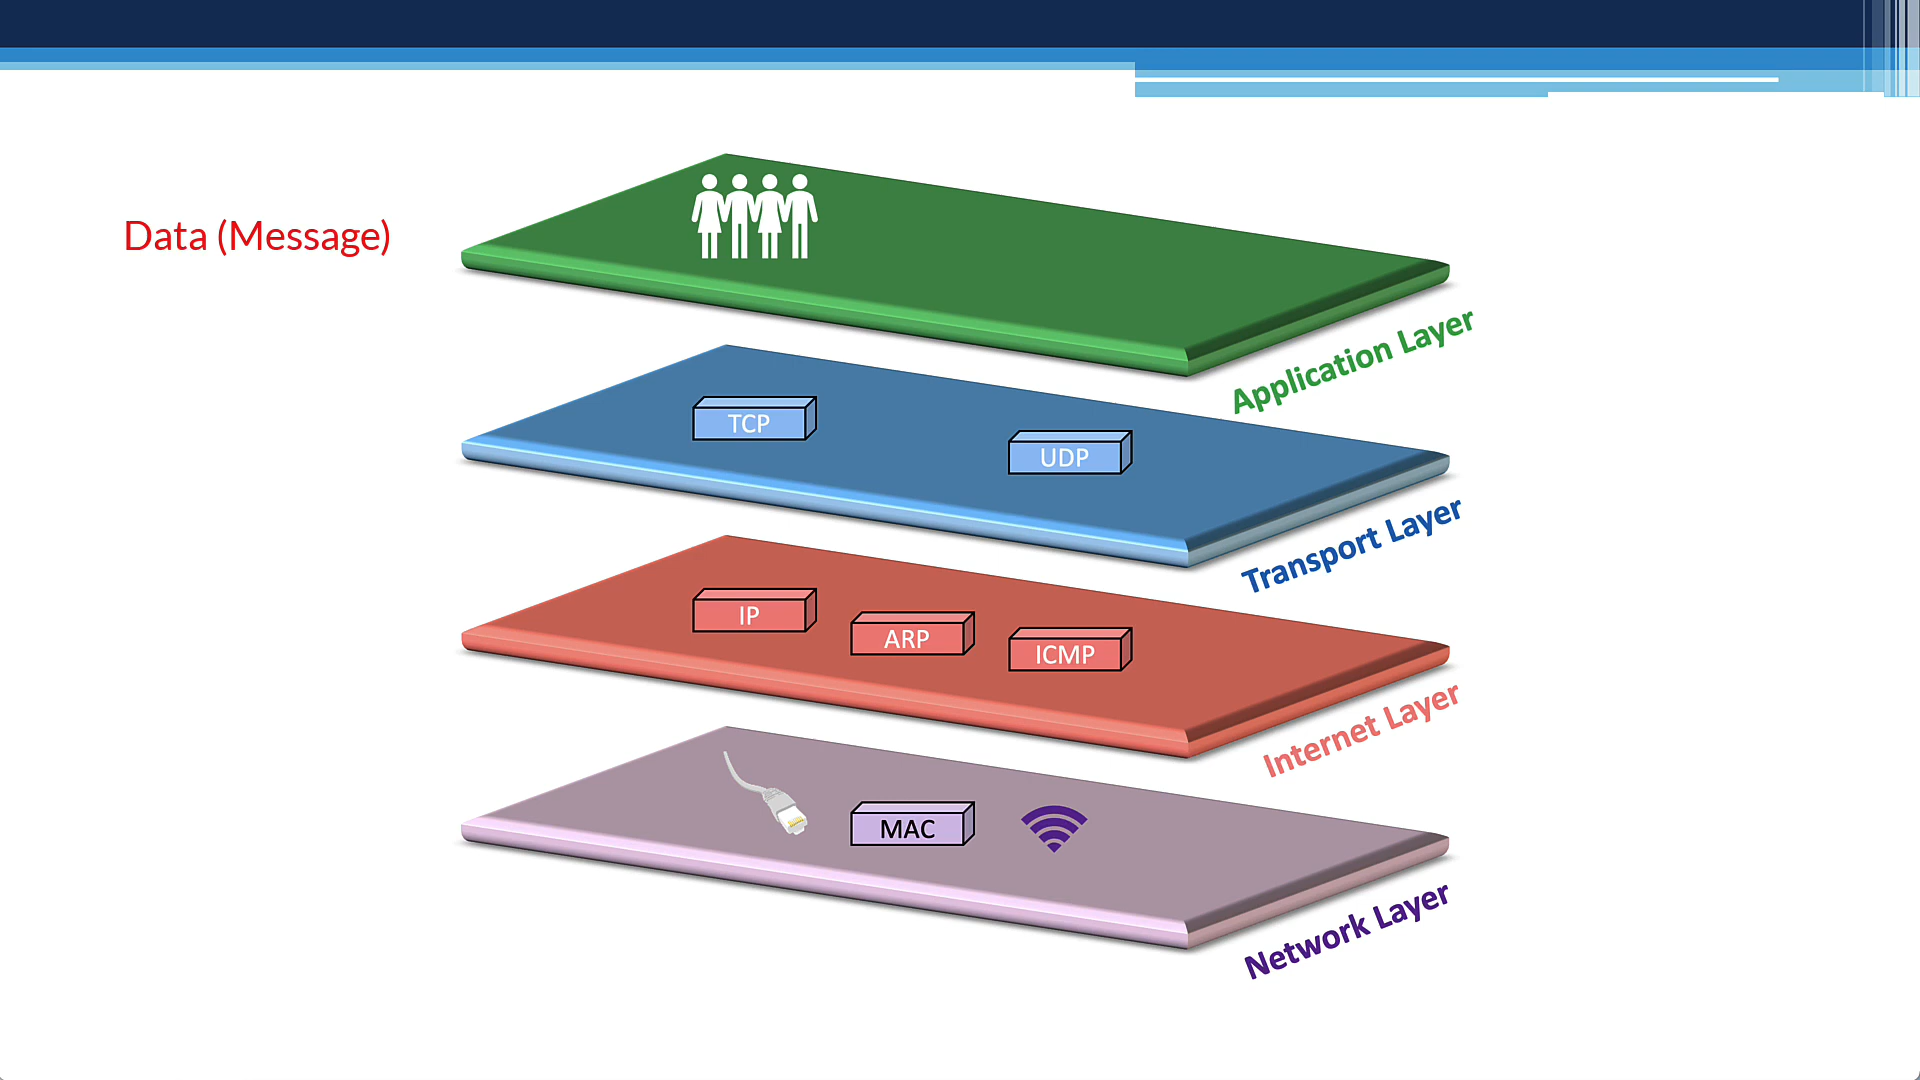 Data (Message)
Application Layer
TCP
UDP
Transport Layer
IP
ARP
ICMP
Internet Layer
MAC
Network Layer